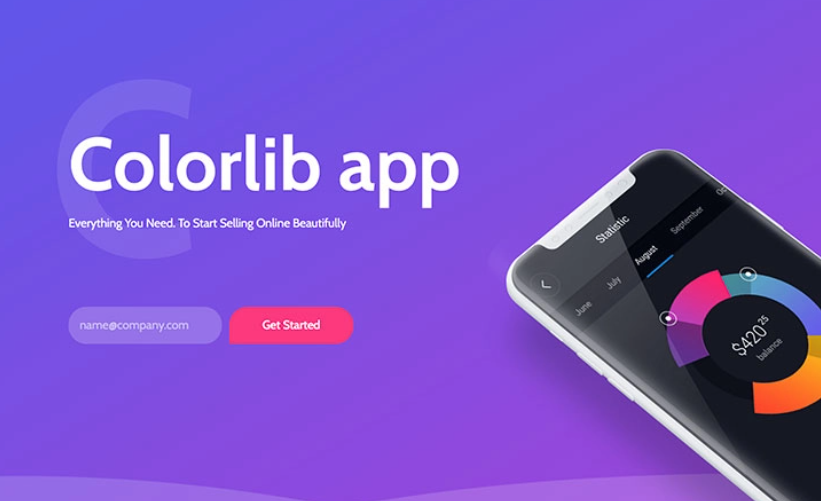 C
Colorlib app
Everything You Need. To Start Selling Online Beautifully
name@company.com
Get Started
Statistic
June
July
August
September
$420 25
balance